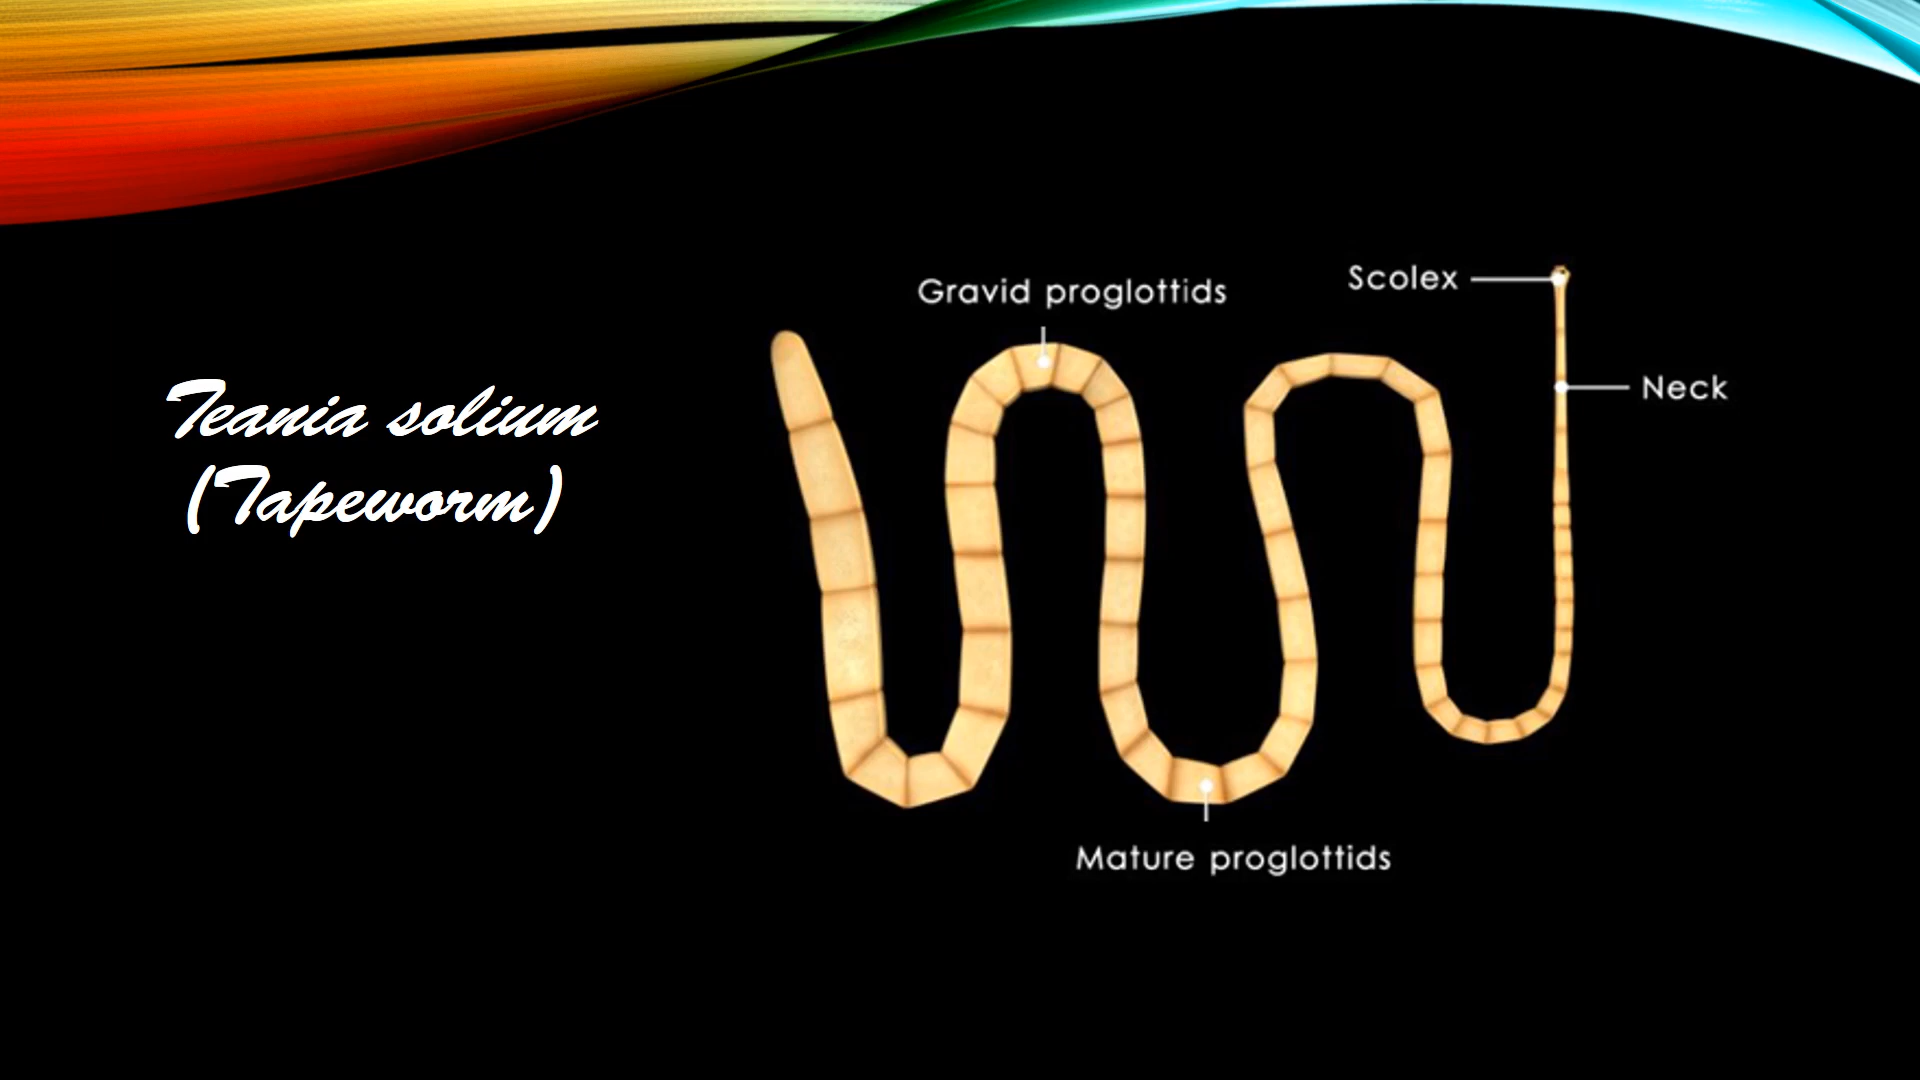 Teania solium
(Tapeworm)
Gravid proglottids
Scolex
Neck
Mature proglottids